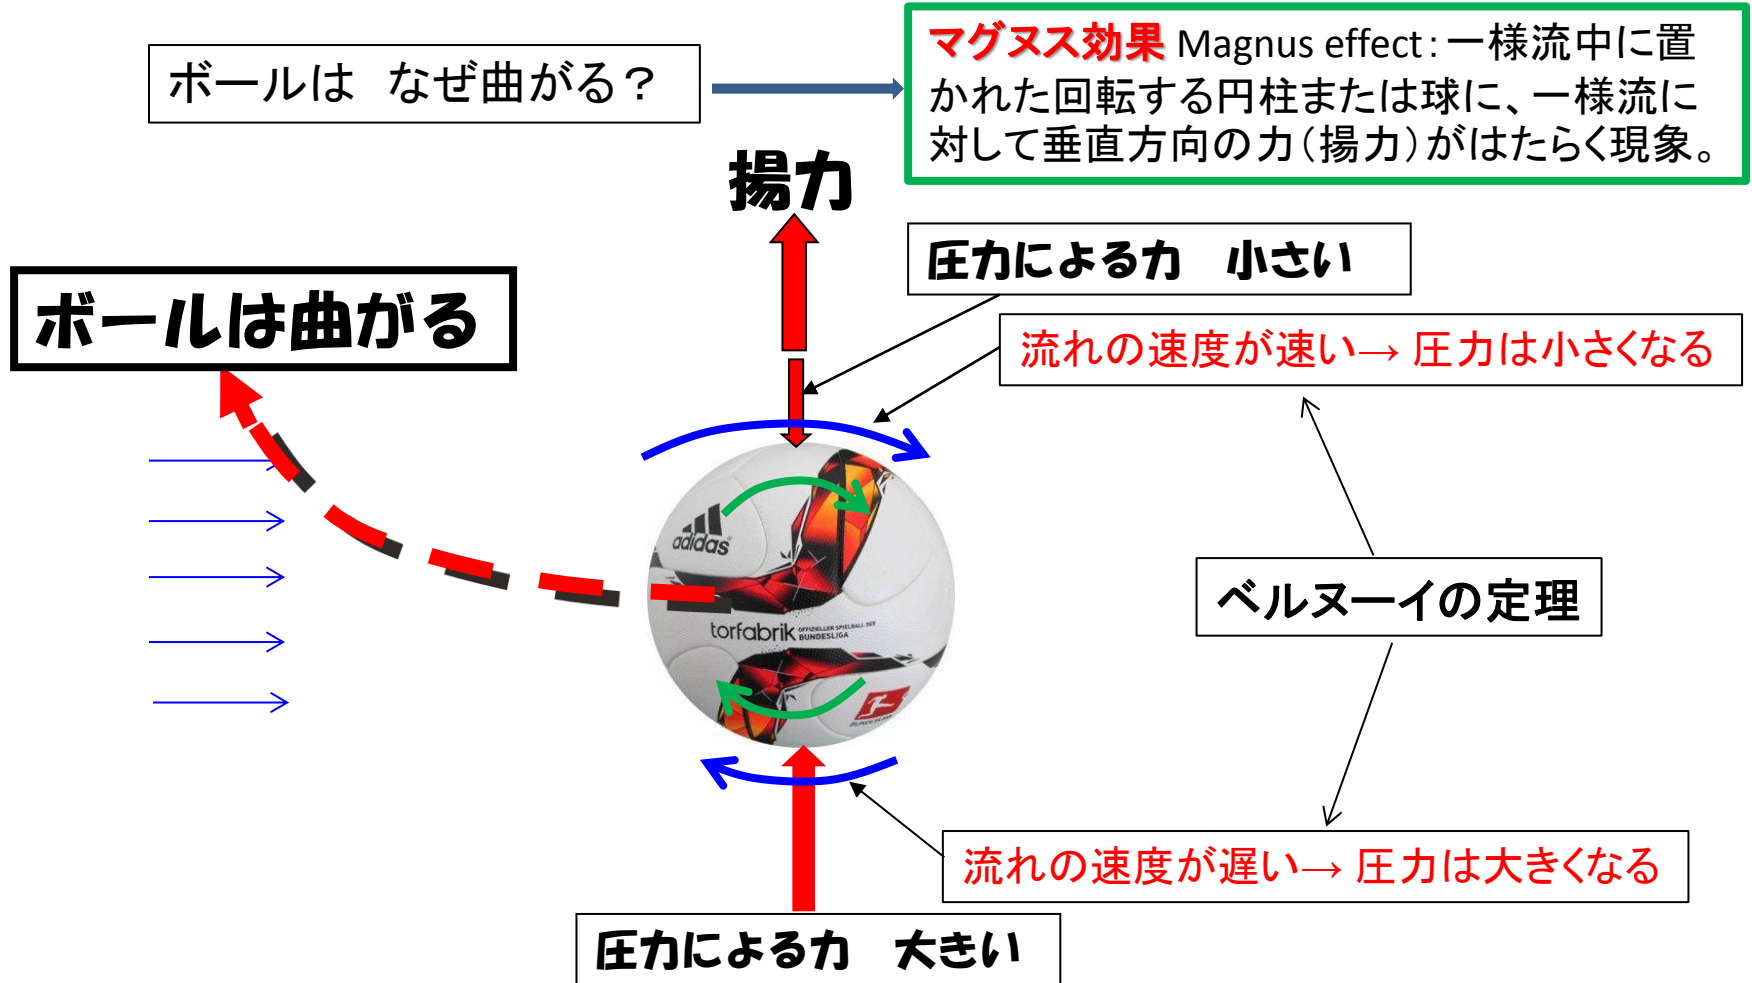 ボールは なぜ曲がる？
マグヌス効果 Magnus effect：一様流中に置
かれた回転する円柱または球に、一様流に
対して垂直方向の力（揚力）がはたらく現象。
揚力
圧力による力 小さい
ボールは曲がる
流れの速度が速い→ 圧力は小さくなる
adidas
ベルヌーイの定理
torfabrik OFFIZIELLER SPIELBALL DER
BUNDESLIGA
流れの速度が遅い→ 圧力は大きくなる
圧力による力 大きい